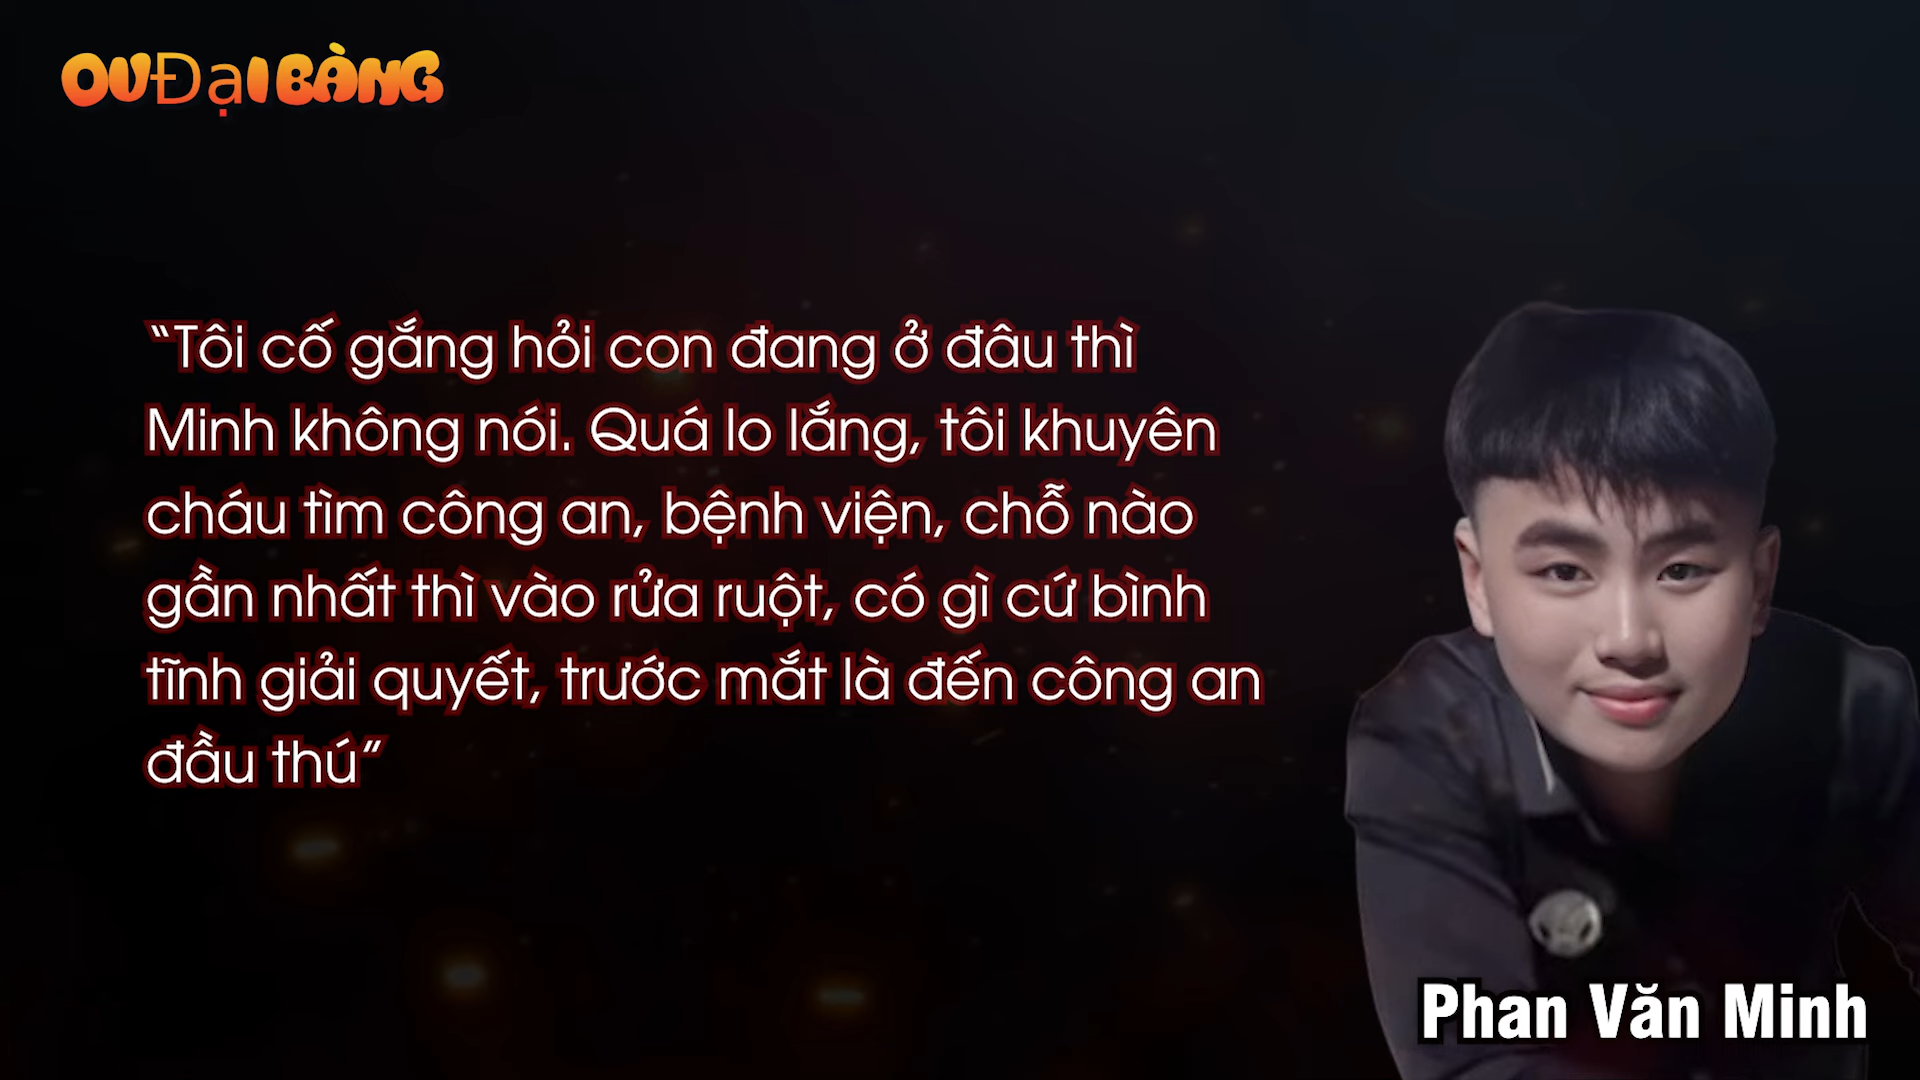 OUĐẠI BÀNG
“Tôi cố gắng hỏi con đang ở đâu thì
Minh không nói. Quá lo lắng, tôi khuyên
cháu tìm công an, bệnh viện, chỗ nào
gần nhất thì vào rửa ruột, có gì cứ bình
tĩnh giải quyết, trước mắt là đến công an
đầu thú”
Phan Văn Minh